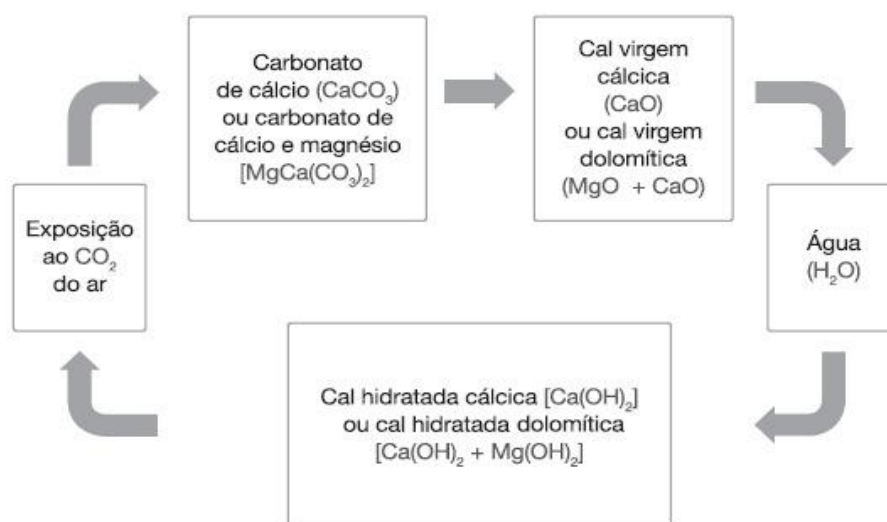 Carbonato
de cálcio (CaCO₃)
ou carbonato de
cálcio e magnésio
[MgCa(CO₃)₂]
Cal virgem
cálcica
(CaO)
ou cal virgem
dolomítica
(MgO + CaO)
Água
(H₂O)
Cal hidratada cálcica [Ca(OH)₂]
ou cal hidratada dolomítica
[Ca(OH)₂ + Mg(OH)₂]
Exposição
ao CO₂
do ar